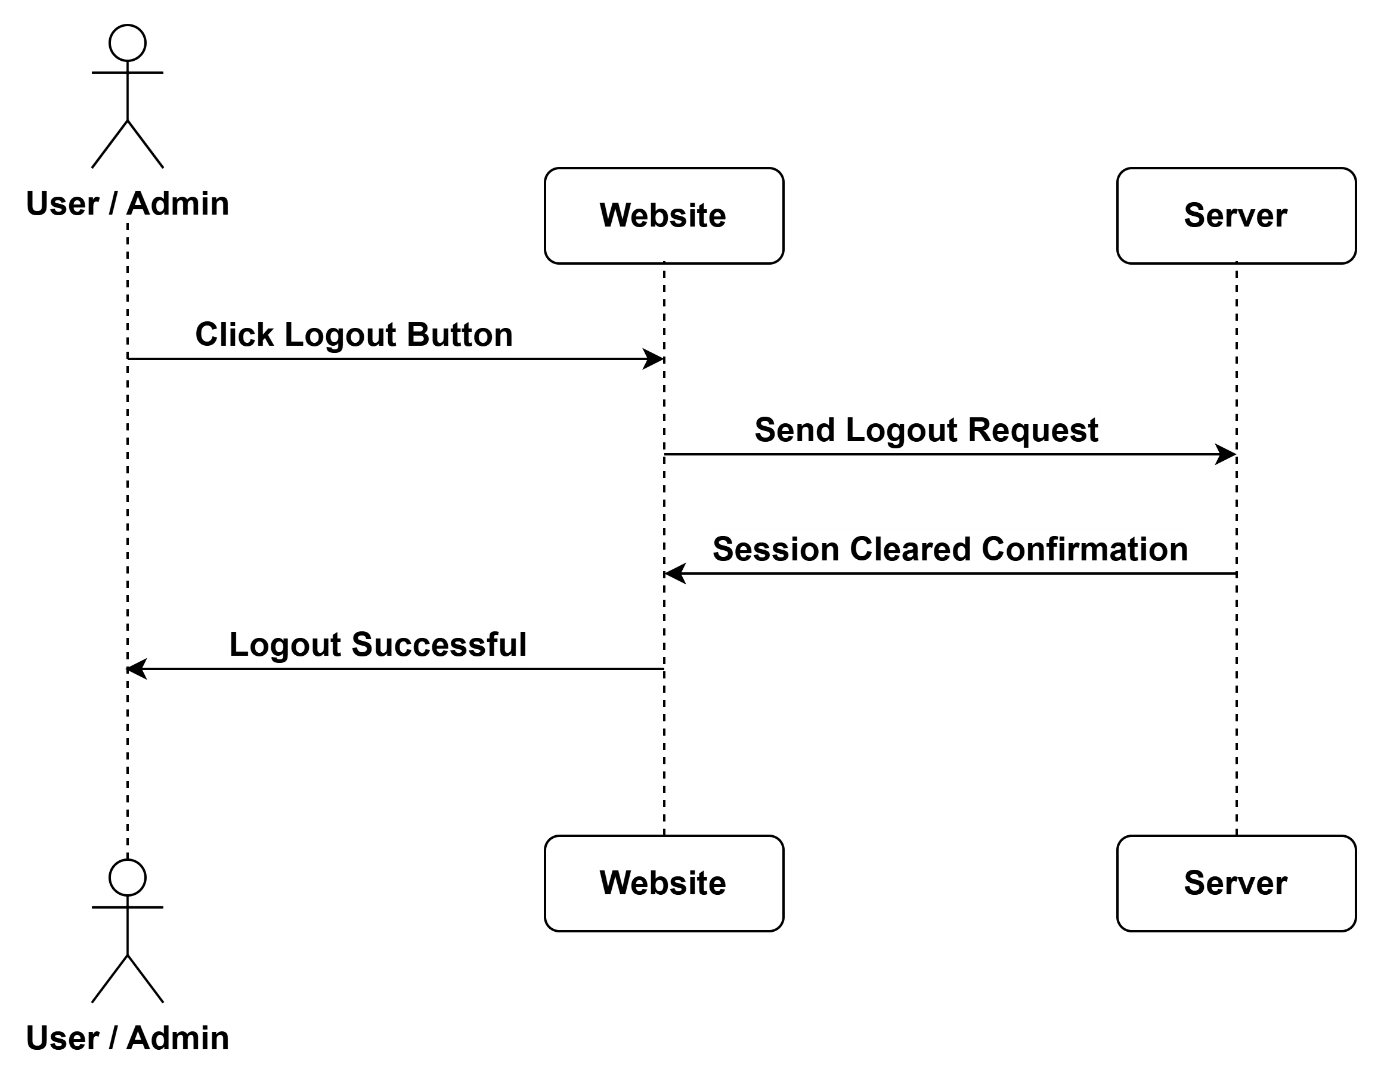 User / Admin
Website
Server
Click Logout Button
Send Logout Request
Session Cleared Confirmation
Logout Successful
Website
Server
User / Admin